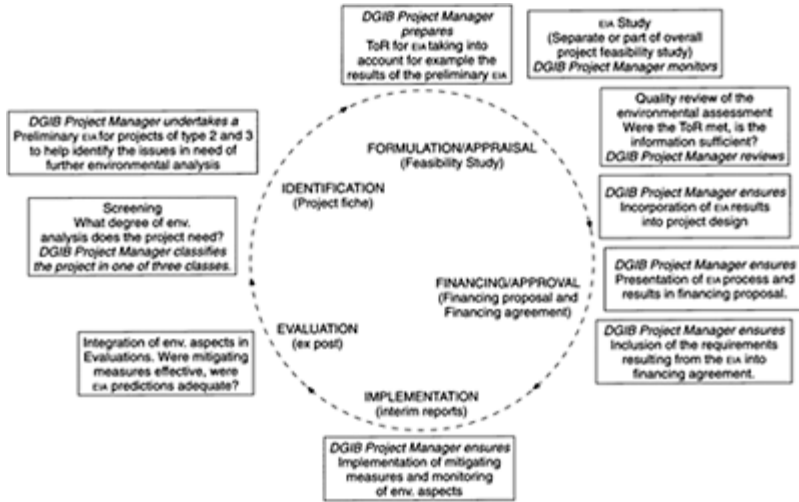 DGIB Project Manager
prepares
ToR for EIA taking into
account for example the
results of the preliminary EIA
EIA Study
(Separate or part of overall
project feasibility study)
DGIB Project Manager monitors
Quality review of the
environmental assessment
Were the ToR met, is the
information sufficient?
DGIB Project Manager reviews
DGIB Project Manager ensures
Incorporation of EIA results
into project design
DGIB Project Manager ensures
Presentation of EIA process and
results in financing proposal.
DGIB Project Manager ensures
Inclusion of the requirements
resulting from the EIA into
financing agreement.
DGIB Project Manager ensures
Implementation of mitigating
measures and monitoring
of env. aspects
Integration of env. aspects in
Evaluations. Were mitigating
measures effective, were
EIA predictions adequate?
Screening
What degree of env.
analysis does the project need?
DGIB Project Manager classifies
the project in one of three classes.
DGIB Project Manager undertakes a
Preliminary EIA for projects of type 2 and 3
to help identify the issues in need of
further environmental analysis
FORMULATION/APPRAISAL
(Feasibility Study)
IDENTIFICATION
(Project fiche)
FINANCING/APPROVAL
(Financing proposal and
Financing agreement)
EVALUATION
(ex post)
IMPLEMENTATION
(interim reports)